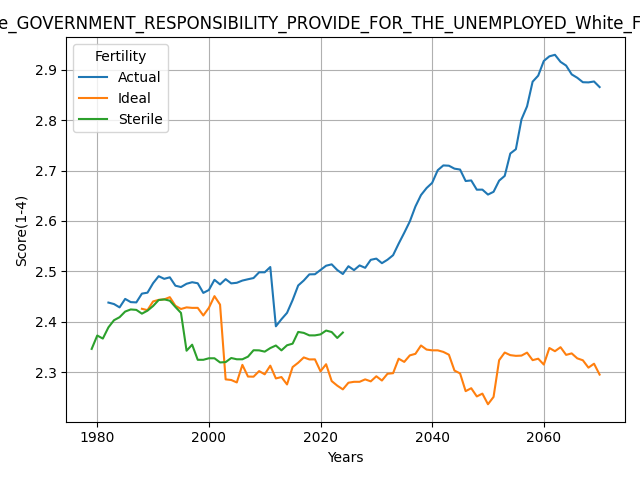 e_GOVERNMENT_RESPONSIBILITY_PROVIDE_FOR_THE_UNEMPLOYED_White_F
Fertility
Actual
Ideal
Sterile
2.9
2.8
2.7
2.6
2.5
2.4
2.3
Score(1-4)
1980 2000 2020 2040 2060
Years